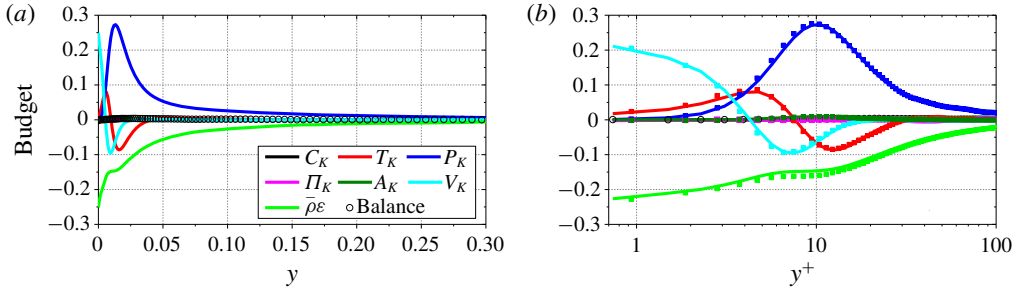 (a)
(b)
Budget
0.3
0.2
0.1
0
−0.1
−0.2
0.3
C_K T_K P_K
Π_K A_K V_K
ρ̄ε Balance
0 0.05 0.10 0.15 0.20 0.25 0.30
y
0.3
0.2
0.1
0
−0.1
−0.2
0.3
1 10 100
y⁺